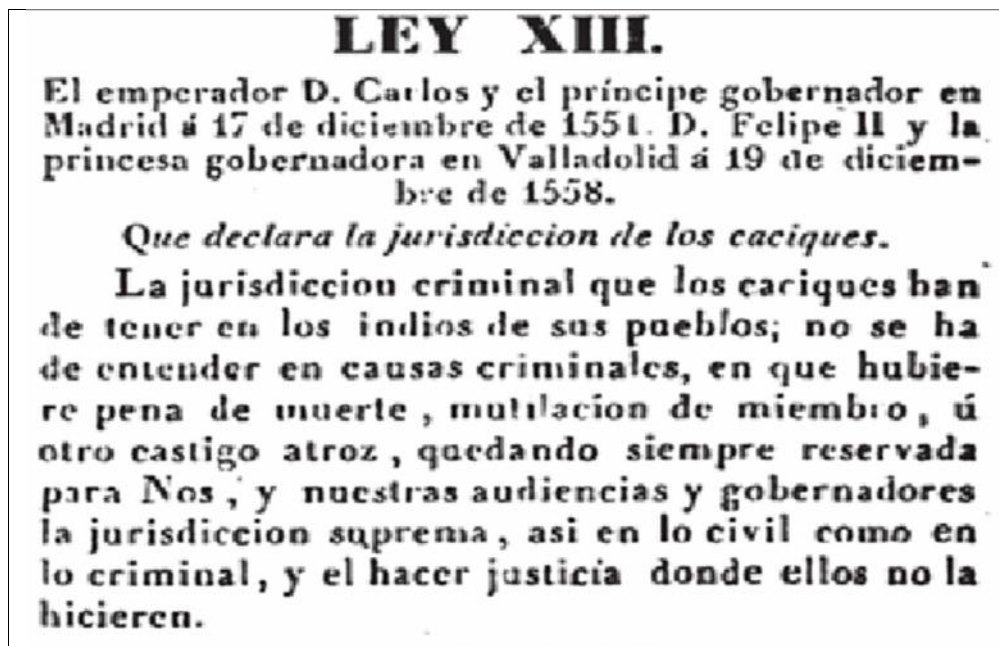 LEY XIII.
El emperador D. Carlos y el príncipe gobernador en
Madrid á 17 de diciembre de 1551. D. Felipe II y la
princesa gobernadora en Valladolid á 19 de diciem-
bre de 1558.
Que declara la jurisdiccion de los caciques.
La jurisdiccion criminal que los caciques han
de tener en los indios de sus pueblos; no se ha
de entender en causas criminales, en que hubie-
re pena de muerte, mutilacion de miembro, ú
otro castigo atroz, quedando siempre reservada
para Nos, y nuestras audiencias y gobernadores
la jurisdiccion suprema, asi en lo civil como en
lo criminal, y el hacer justicia donde ellos no la
hicieren.